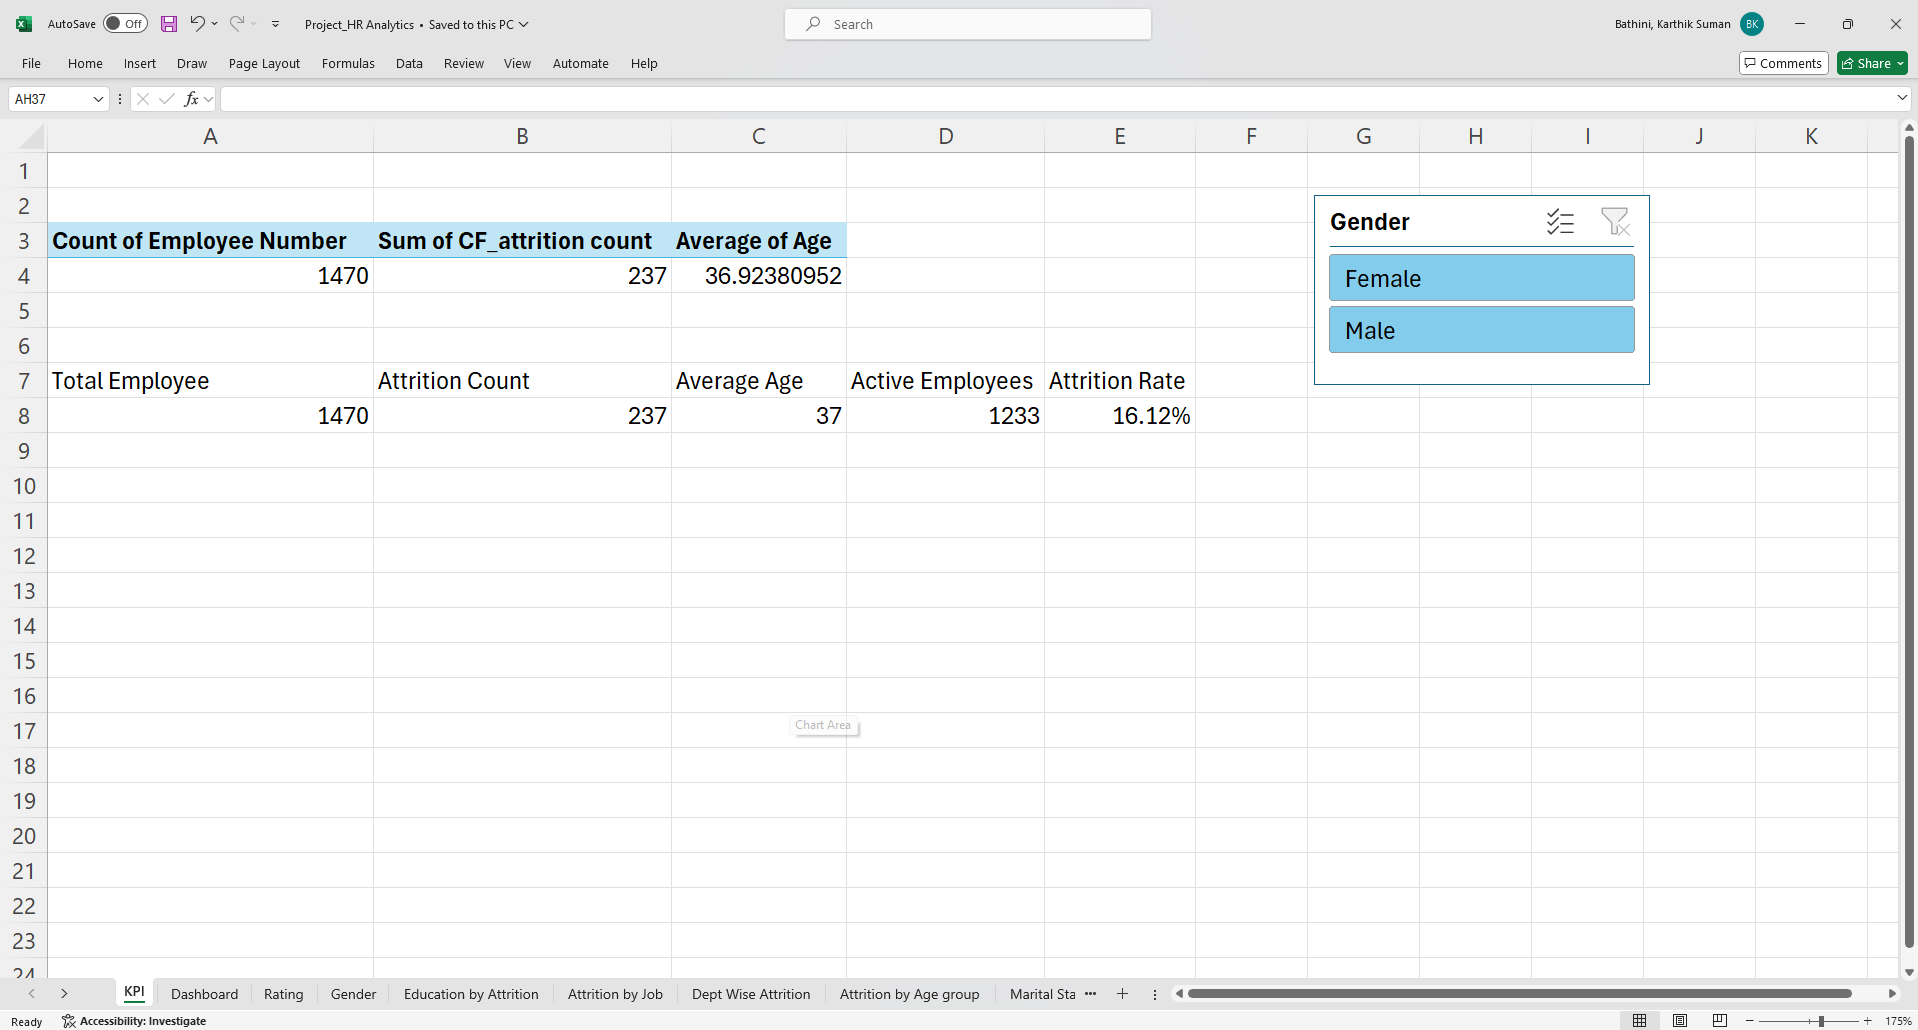 AutoSave Off Project_HR Analytics • Saved to this PC Search Bathini, Karthik Suman BK
File Home Insert Draw Page Layout Formulas Data Review View Automate Help Comments Share
AH37 fx
A B C D E F G H I J K
1
2
3 Count of Employee Number Sum of CF_attrition count Average of Age
4 1470 237 36.92380952
5
6
7 Total Employee Attrition Count Average Age Active Employees Attrition Rate
8 1470 237 37 1233 16.12%
9
10
11
12
13
14
15
16
17
18
19
20
21
22
23
24
Gender
Female
Male
Chart Area
KPI Dashboard Rating Gender Education by Attrition Attrition by Job Dept Wise Attrition Attrition by Age group Marital Sta
Ready Accessibility: Investigate 175%